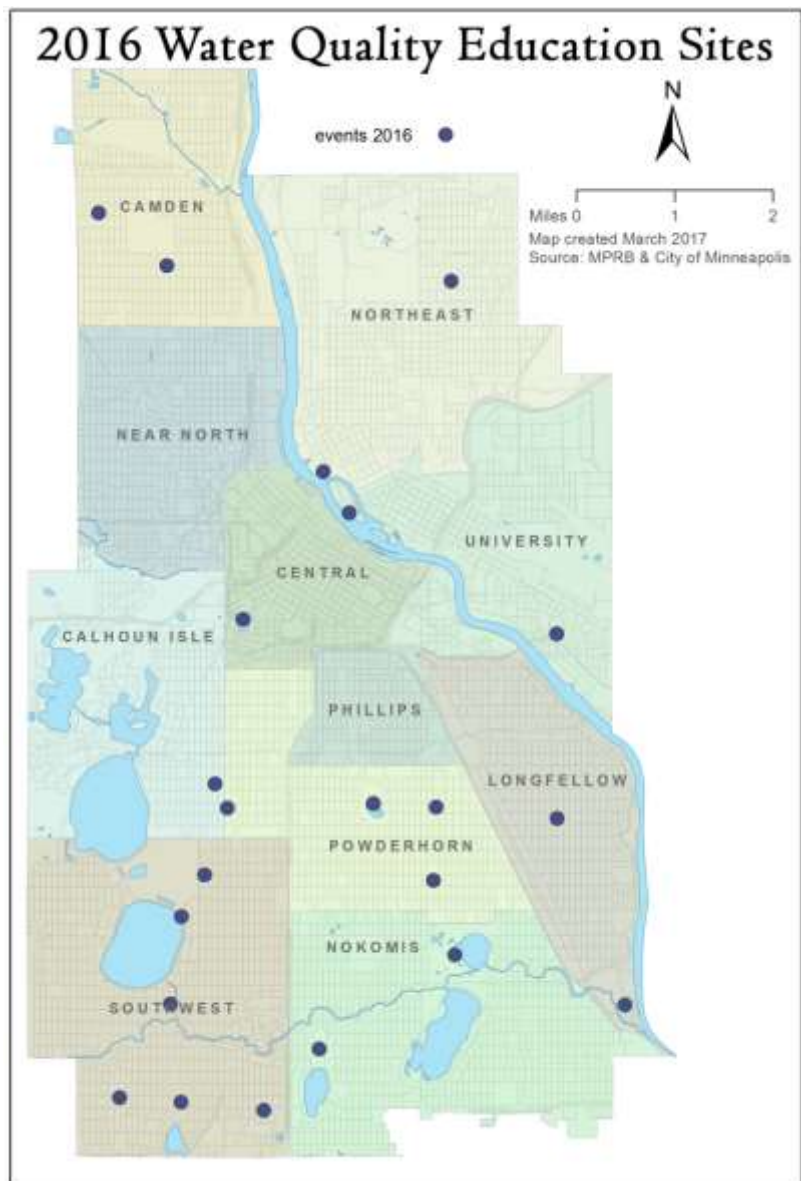 2016 Water Quality Education Sites
N
events 2016
Miles 0 1 2
Map created March 2017
Source: MPRB & City of Minneapolis
CAMDEN
NORTHEAST
NEAR NORTH
UNIVERSITY
CENTRAL
CALHOUN ISLE
PHILLIPS
LONGFELLOW
POWDERHORN
NOKOMIS
SOUTHWEST